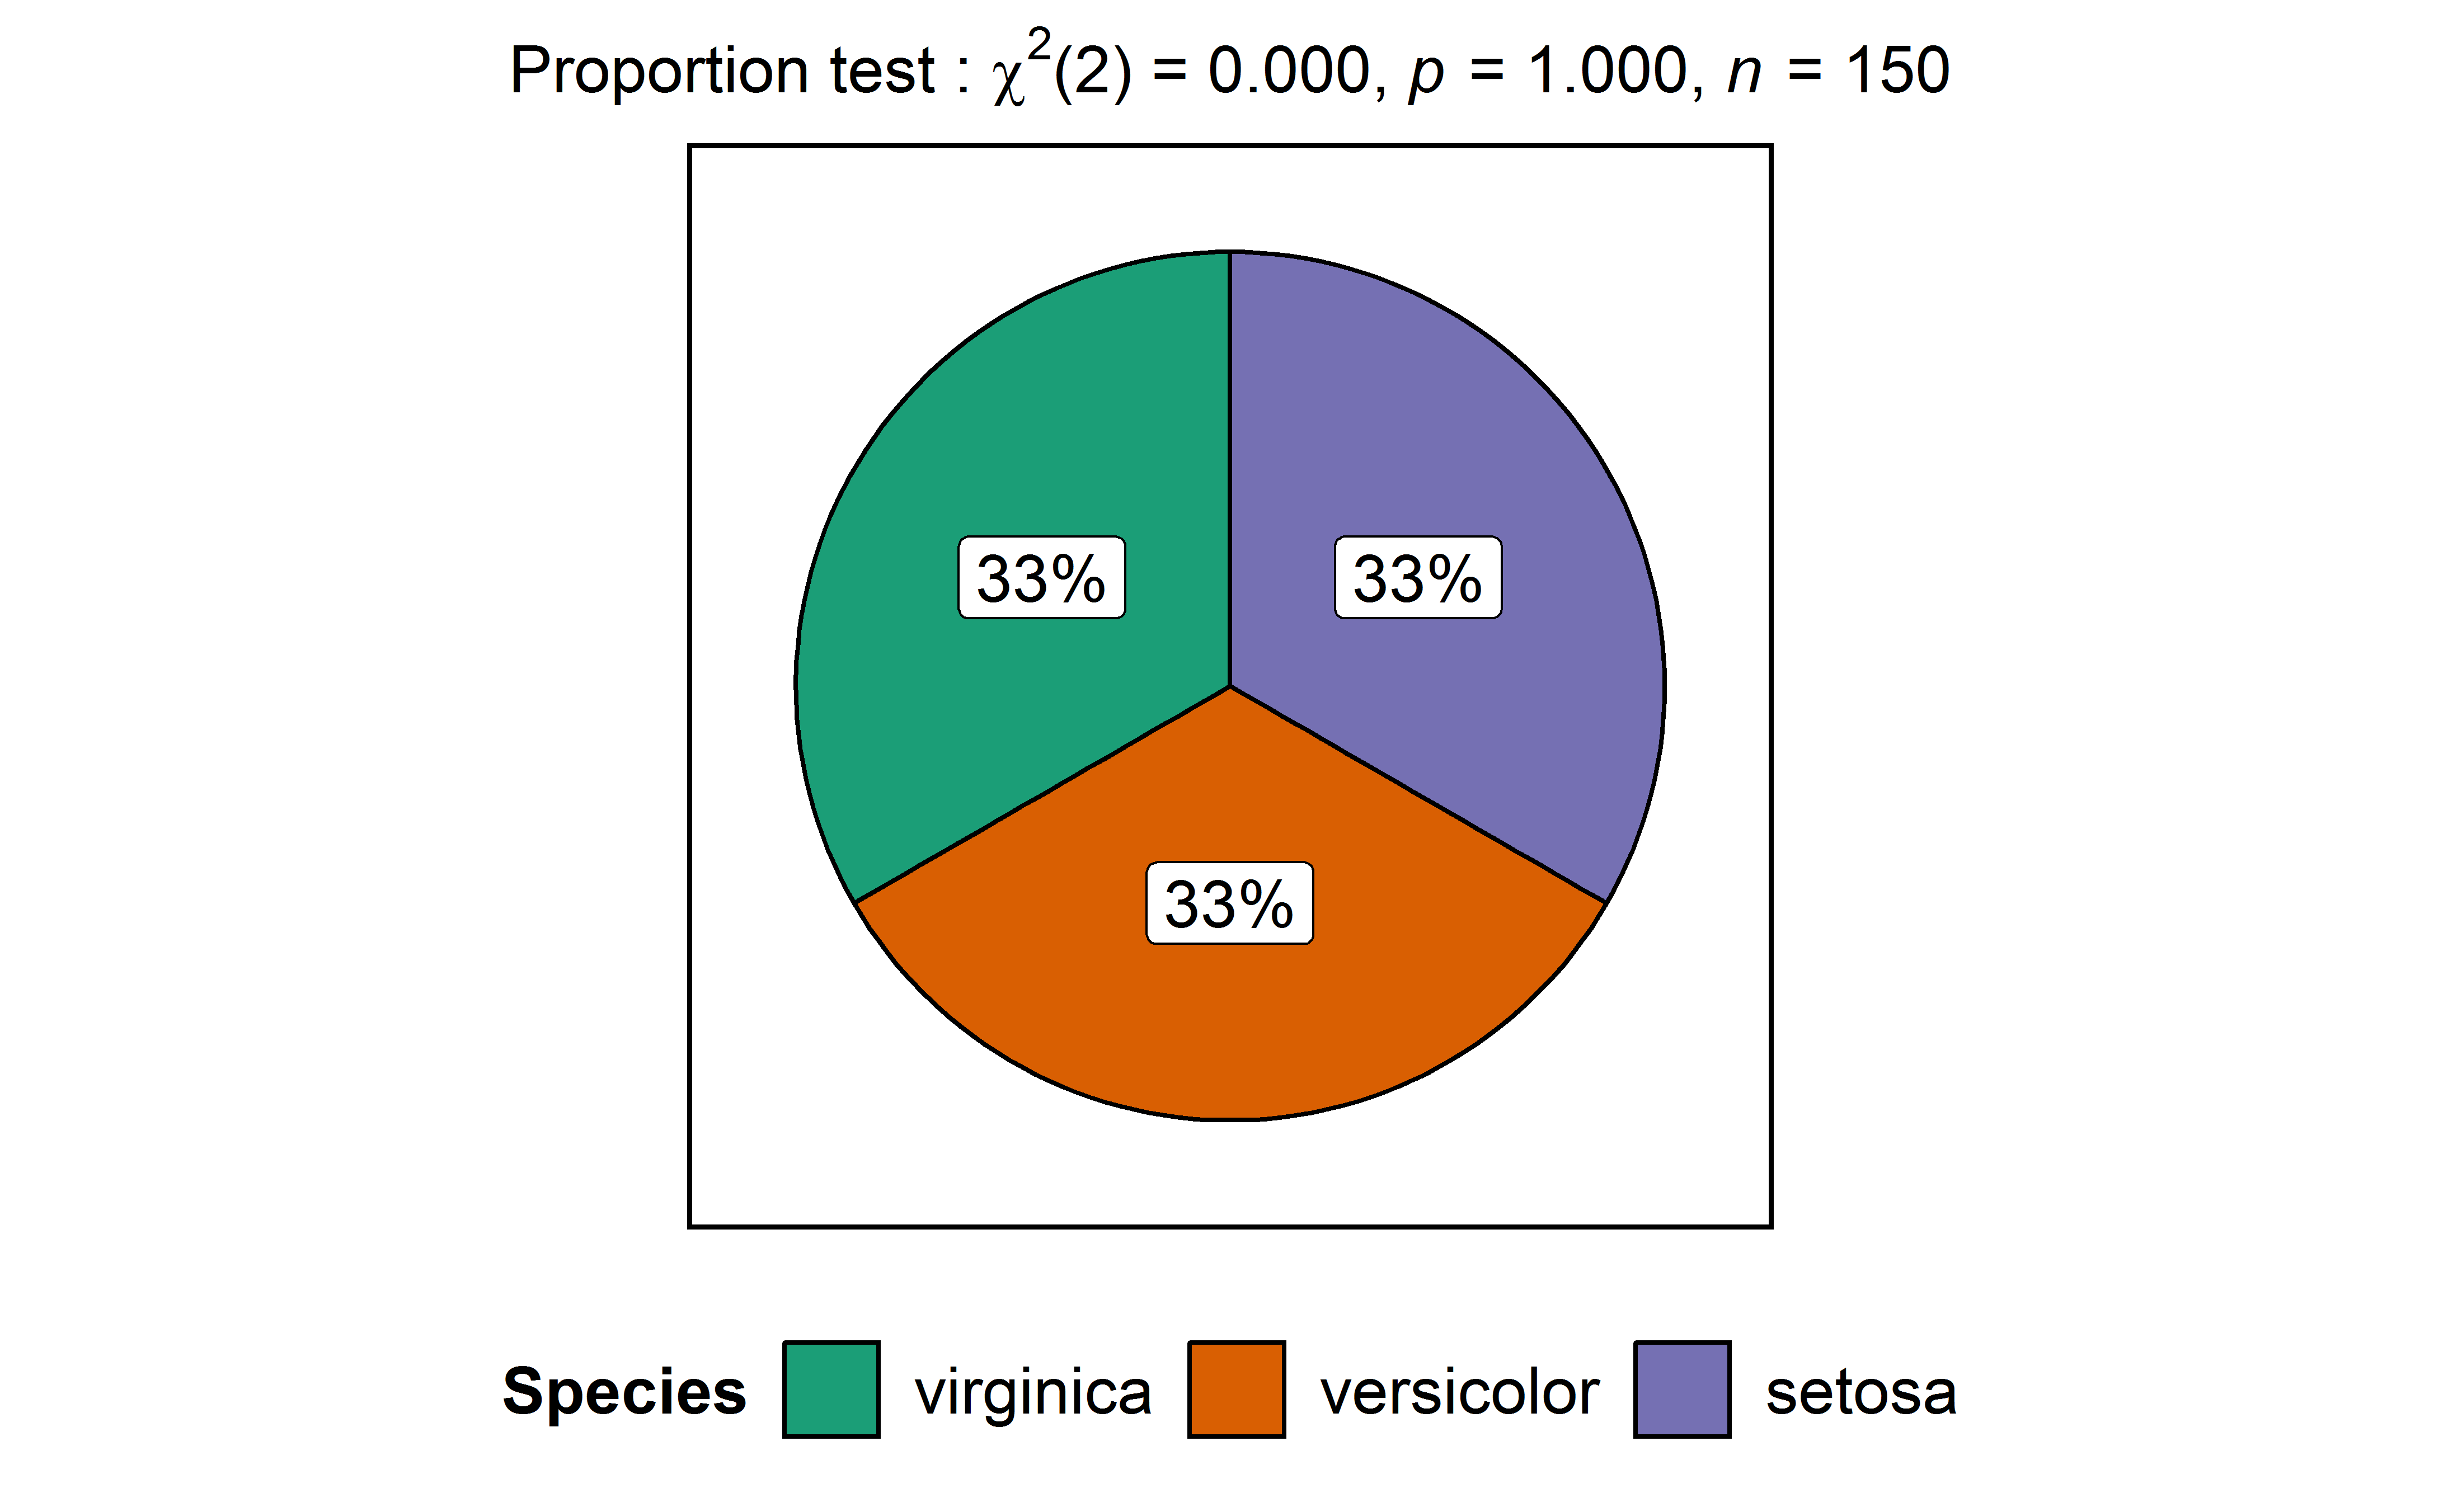 Proportion test : χ²(2) = 0.000, p = 1.000, n = 150
33% 33%
33%
Species virginica versicolor setosa